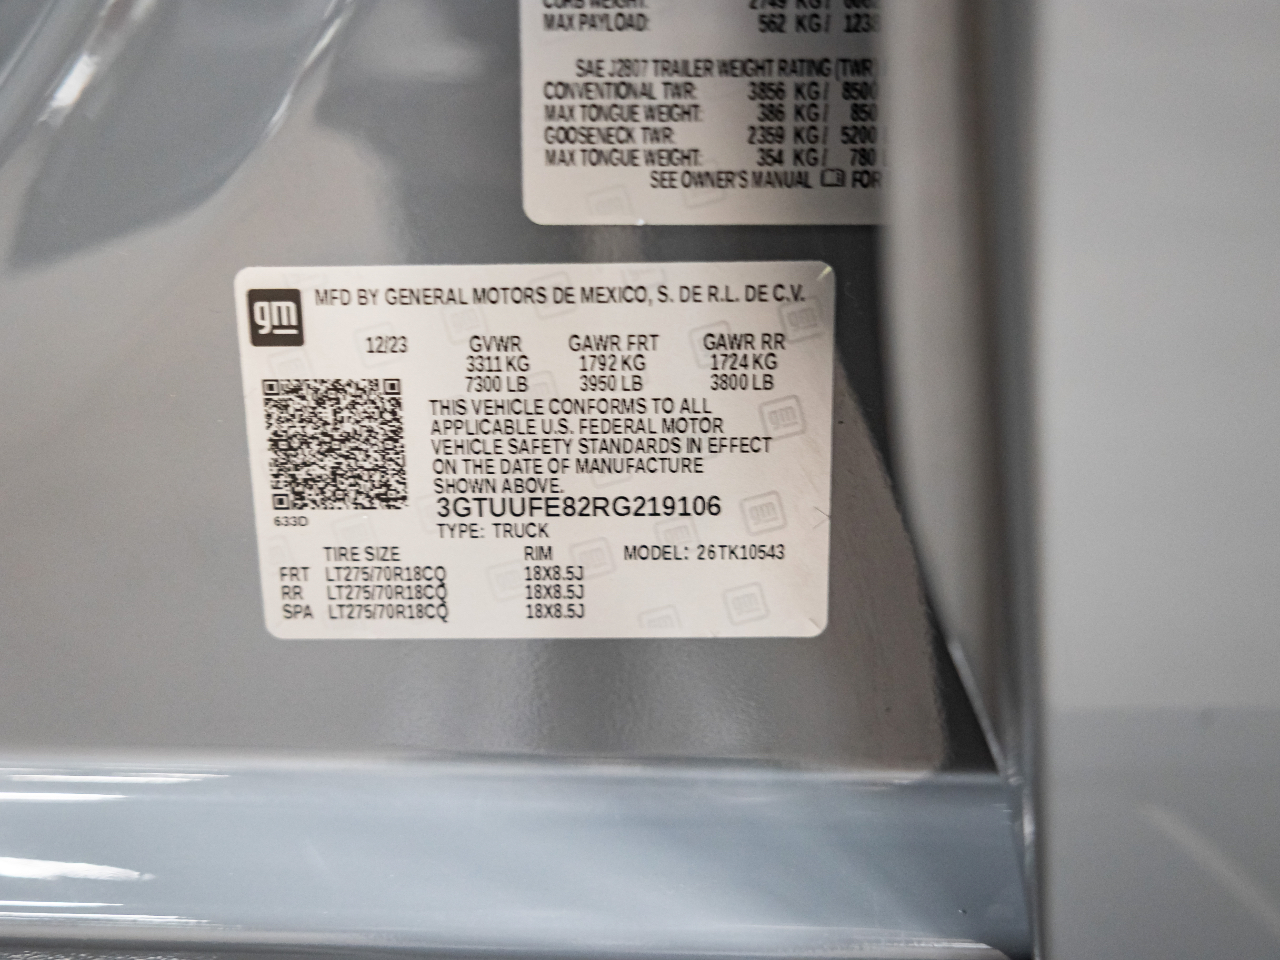 MAX PAYLOAD: 562 KG/
SAE J2807 TRAILER WEIGHT RATING (TWR)
CONVENTIONAL TWR: 3856 KG/ 8500
MAX TONGUE WEIGHT: 386 KG/ 850
GOOSENECK TWR: 2359 KG/ 5200
MAX TONGUE WEIGHT: 354 KG/ 780
SEE OWNER'S MANUAL FOR
gm MFD BY GENERAL MOTORS DE MEXICO, S. DE R.L. DE C.V.
12/23 GVWR GAWR FRT GAWR RR
3311 KG 1792 KG 1724 KG
7300 LB 3950 LB 3800 LB
THIS VEHICLE CONFORMS TO ALL
APPLICABLE U.S. FEDERAL MOTOR
VEHICLE SAFETY STANDARDS IN EFFECT
ON THE DATE OF MANUFACTURE
SHOWN ABOVE.
633D
3GTUUFE82RG219106
TYPE: TRUCK
TIRE SIZE RIM MODEL: 26TK10543
FRT LT275/70R18CQ 18X8.5J
RR LT275/70R18CQ 18X8.5J
SPA LT275/70R18CQ 18X8.5J